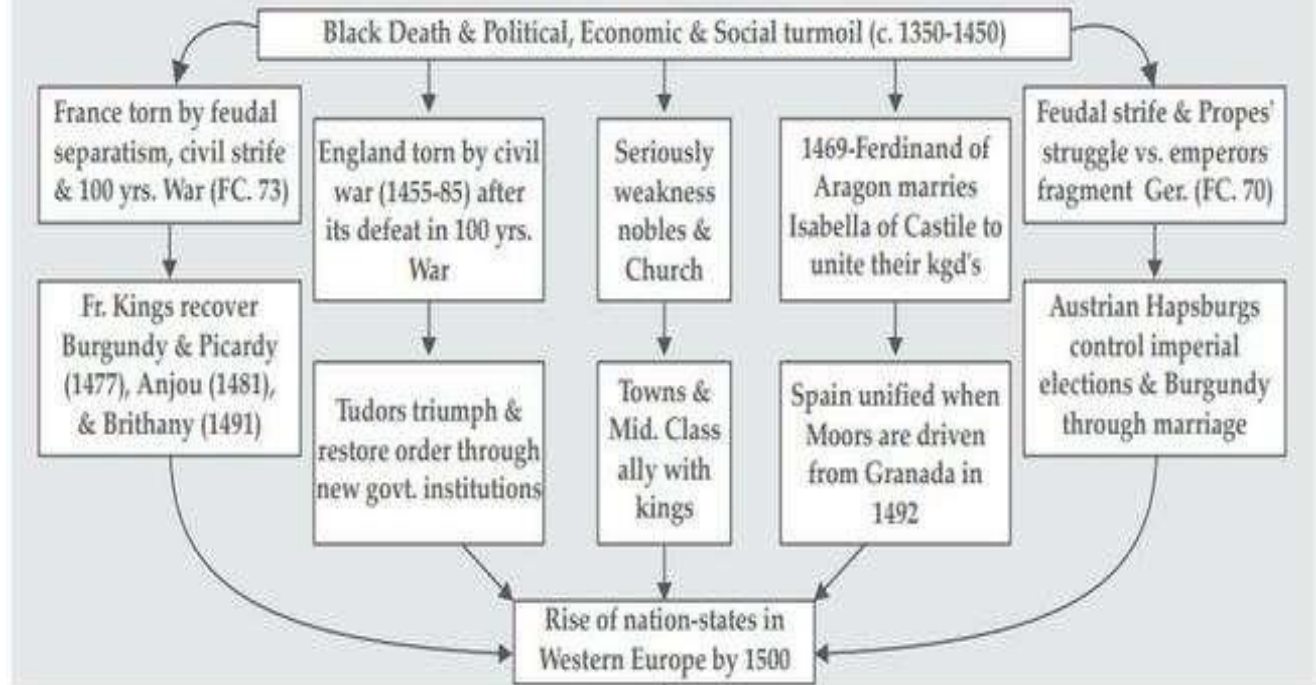 Black Death & Political, Economic & Social turmoil (c. 1350-1450)
France torn by feudal
separatism, civil strife
& 100 yrs. War (FC. 73)
Fr. Kings recover
Burgundy & Picardy
(1477), Anjou (1481),
& Brithany (1491)
England torn by civil
war (1455-85) after
its defeat in 100 yrs.
War
Tudors triumph &
restore order through
new govt. institutions
Seriously
weakness
nobles &
Church
Towns &
Mid. Class
ally with
kings
1469-Ferdinand of
Aragon marries
Isabella of Castile to
unite their kgd's
Spain unified when
Moors are driven
from Granada in
1492
Feudal strife & Propes'
struggle vs. emperors
fragment Ger. (FC. 70)
Austrian Hapsburgs
control imperial
elections & Burgundy
through marriage
Rise of nation-states in
Western Europe by 1500